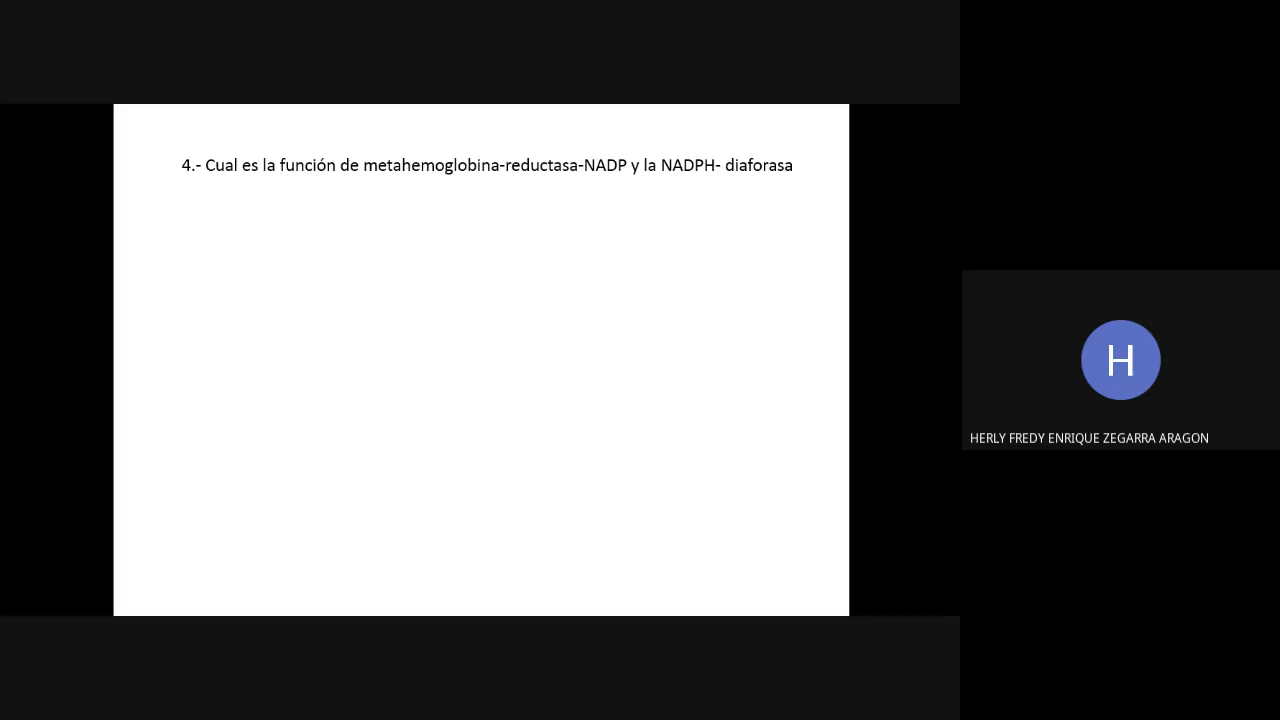 4.- Cual es la función de metahemoglobina-reductasa-NADP y la NADPH- diaforasa
H
HERLY FREDY ENRIQUE ZEGARRA ARAGON